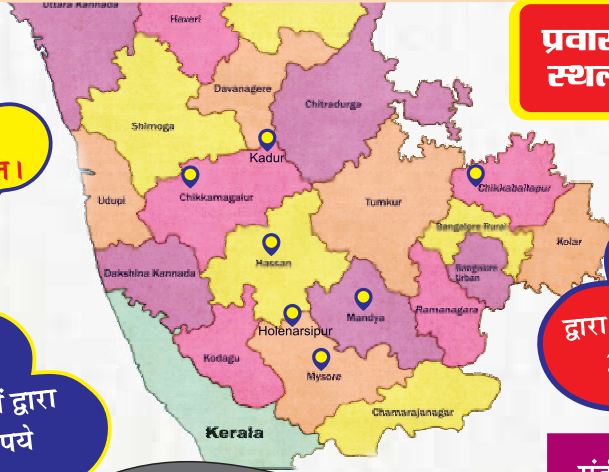 Uttara Kannada
Haveri
प्रवास
स्थल
Davanagere
Chitradurga
Shimoga
Kadur
Chikkamagalur
Chikkaballapur
Udupi
Tumkur
Bangalore Rural
Kolar
Hassan
Bangalore
Urban
Dakshina Kannada
Ramanagara
Mandya
Holenarsipur
द्वारा
Kodagu
Mysore
ों द्वारा
पये
Chamarajanagar
Kerala